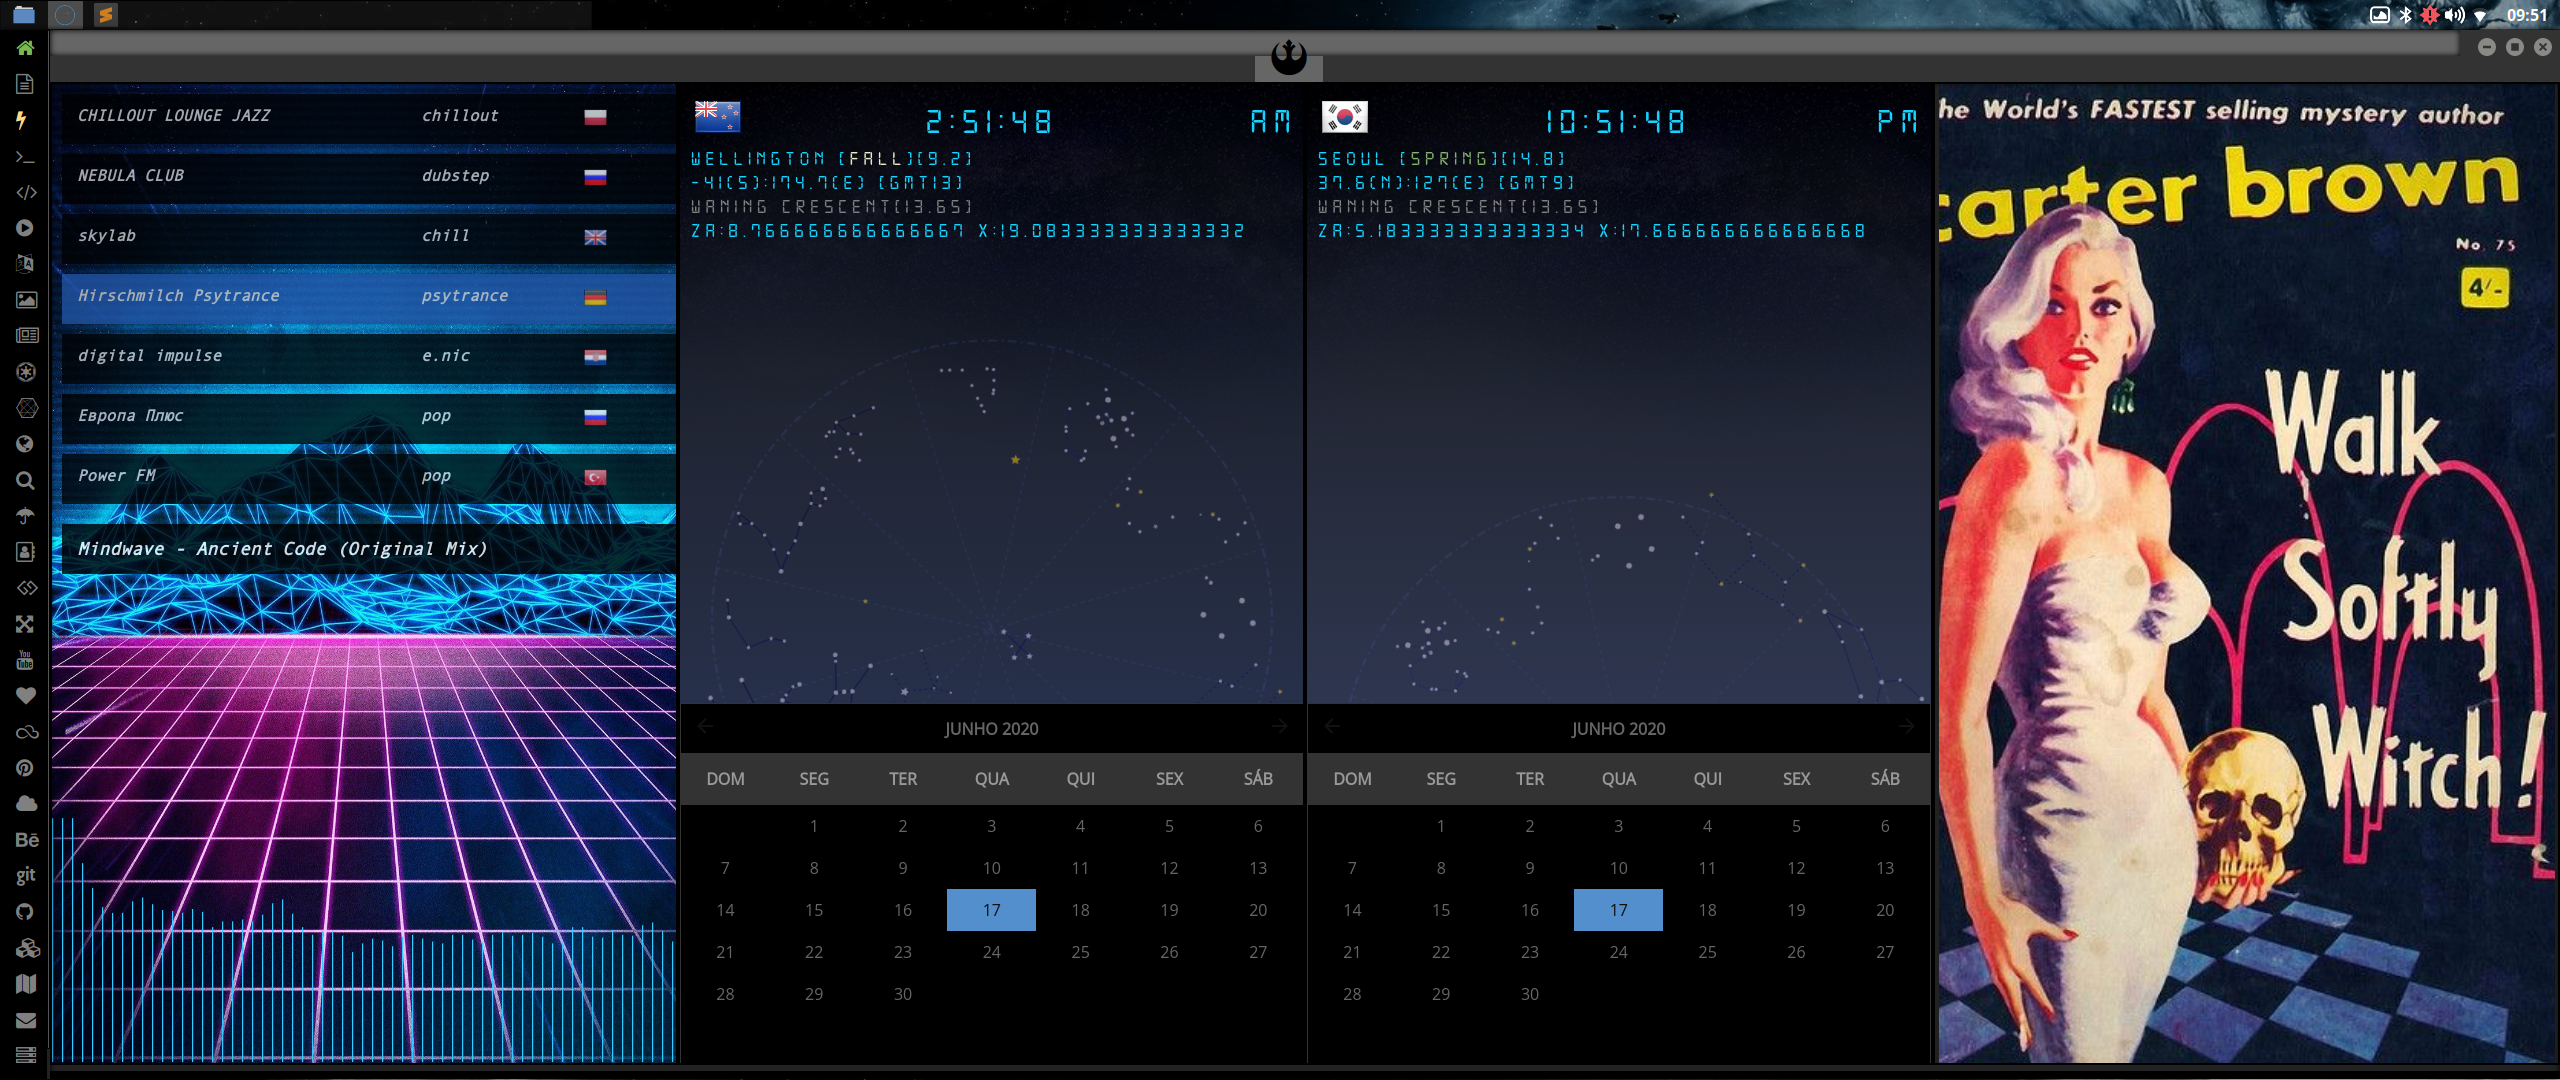 09:51
CHILLOUT LOUNGE JAZZ chillout
NEBULA CLUB dubstep
skylab chill
Hirschmilch Psytrance psytrance
digital impulse e.nic
Европа Плюс pop
Power FM pop
Mindwave - Ancient Code (Original Mix)
You
Tube
Bē
git
2:51:48 AM
WELLINGTON [FALL][9.2]
-41(S):174.7(E) [GMT13]
WANING CRESCENT[13.65]
ZA:8.766666666666667 X:19.083333333333332
JUNHO 2020
DOM SEG TER QUA QUI SEX SÁB
1 2 3 4 5 6
7 8 9 10 11 12 13
14 15 16 17 18 19 20
21 22 23 24 25 26 27
28 29 30
10:51:48 PM
SEOUL [SPRING][14.8]
37.6(N):127(E) [GMT9]
WANING CRESCENT[13.65]
ZA:5.183333333333334 X:17.666666666666668
JUNHO 2020
DOM SEG TER QUA QUI SEX SÁB
1 2 3 4 5 6
7 8 9 10 11 12 13
14 15 16 17 18 19 20
21 22 23 24 25 26 27
28 29 30
he World's FASTEST selling mystery author
carter brown
No. 75
4/-
Walk
Softly
Witch!